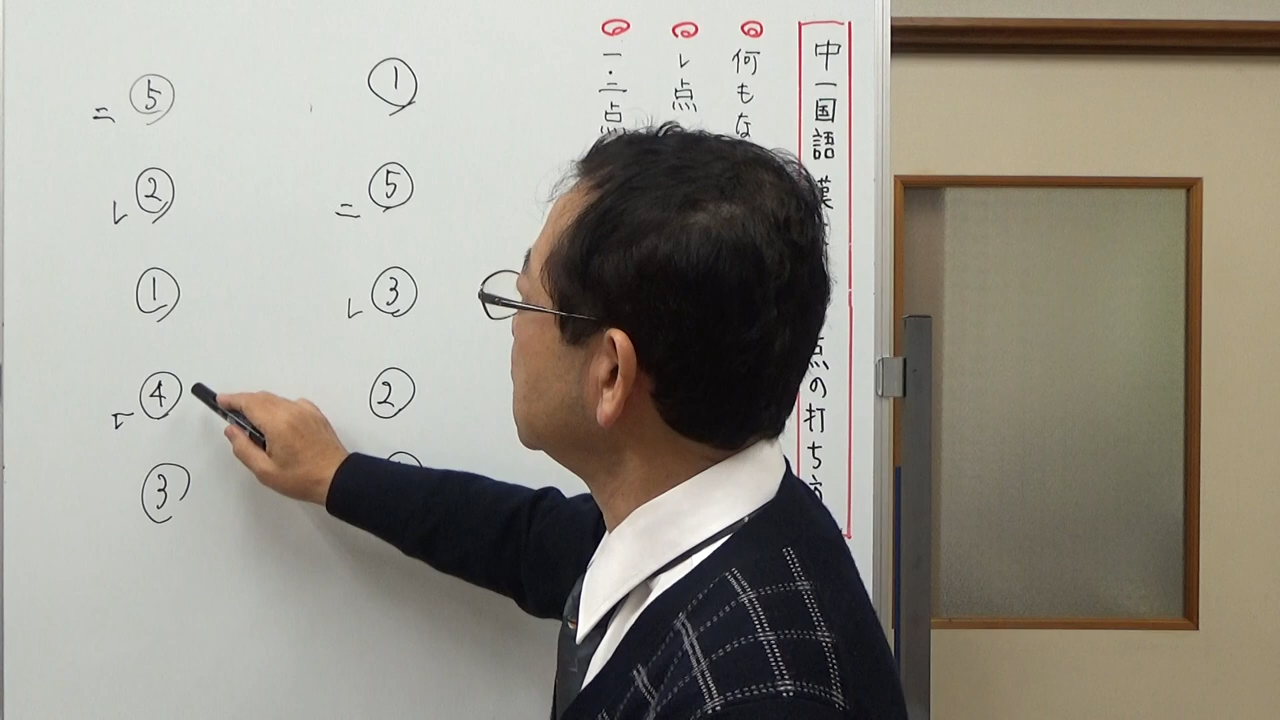 中一国語 漢点の打ち方
何もな
レ点
一・二点
①
⑤二
③レ
②
⑤二
②レ
①
④レ
③